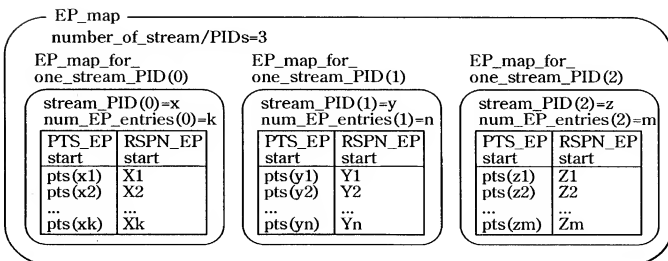 EP_map
number_of_stream/PIDs=3
EP_map_for_
one_stream_PID(0)
stream_PID(0)=x
num_EP_entries(0)=k
PTS_EP RSPN_EP
start start
pts(x1) X1
pts(x2) X2
... ...
pts(xk) Xk
EP_map_for_
one_stream_PID(1)
stream_PID(1)=y
num_EP_entries(1)=n
PTS_EP RSPN_EP
start start
pts(y1) Y1
pts(y2) Y2
... ...
pts(yn) Yn
EP_map_for_
one_stream_PID(2)
stream_PID(2)=z
num_EP_entries(2)=m
PTS_EP RSPN_EP
start start
pts(z1) Z1
pts(z2) Z2
... ...
pts(zm) Zm